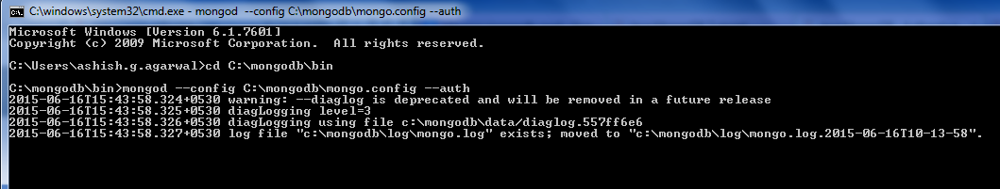 C:\windows\system32\cmd.exe - mongod --config C:\mongodb\mongo.config --auth
Microsoft Windows [Version 6.1.7601]
Copyright (c) 2009 Microsoft Corporation.  All rights reserved.
C:\Users\ashish.g.agarwal>cd C:\mongodb\bin
C:\mongodb\bin>mongod --config C:\mongodb\mongo.config --auth
2015-06-16T15:43:58.324+0530 warning: --diaglog is deprecated and will be removed in a future release
2015-06-16T15:43:58.325+0530 diagLogging level=3
2015-06-16T15:43:58.326+0530 diagLogging using file c:\mongodb\data/diaglog.557ff6e6
2015-06-16T15:43:58.327+0530 log file "c:\mongodb\log\mongo.log" exists; moved to "c:\mongodb\log\mongo.log.2015-06-16T10-13-58".